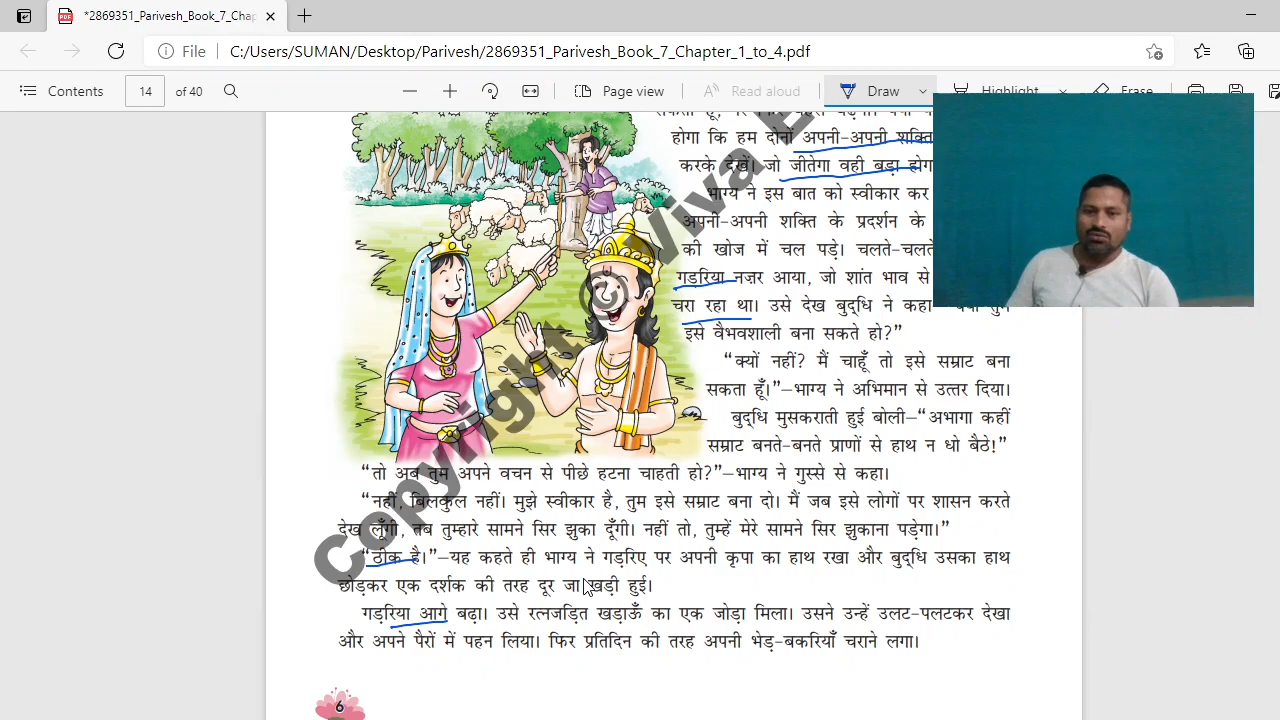 *2869351_Parivesh_Book_7_Chap
File C:/Users/SUMAN/Desktop/Parivesh/2869351_Parivesh_Book_7_Chapter_1_to_4.pdf
Contents 14 of 40 Page view Read aloud Draw Highlight Erase
होगा कि हम दोनों अपनी-अपनी शक्ति
करके देखें। जो जीतेगा वही बड़ा
भाग्य ने इस बात को स्वीकार कर
अपनी-अपनी शक्ति के प्रदर्शन के
की खोज में चल पड़े। चलते-चलते
गड़रिया नज़र आया, जो शांत भाव से
चरा रहा था। उसे देख बुद्धि ने कहा
इसे वैभवशाली बना सकते हो?”
“क्यों नहीं? मैं चाहूँ तो इसे सम्राट बना
सकता हूँ।”–भाग्य ने अभिमान से उत्तर दिया।
बुद्धि मुसकराती हुई बोली–“अभागा कहीं
सम्राट बनते-बनते प्राणों से हाथ न धो बैठे!”
“तो अब तुम अपने वचन से पीछे हटना चाहती हो?”–भाग्य ने गुस्से से कहा।
“नहीं, बिलकुल नहीं। मुझे स्वीकार है, तुम इसे सम्राट बना दो। मैं जब इसे लोगों पर शासन करते
देख लूँगी, तब तुम्हारे सामने सिर झुका दूँगी। नहीं तो, तुम्हें मेरे सामने सिर झुकाना पड़ेगा।”
“ठीक है।”–यह कहते ही भाग्य ने गड़रिए पर अपनी कृपा का हाथ रखा और बुद्धि उसका हाथ
छोड़कर एक दर्शक की तरह दूर जा खड़ी हुई।
गड़रिया आगे बढ़ा। उसे रत्नजड़ित खड़ाऊँ का एक जोड़ा मिला। उसने उन्हें उलट-पलटकर देखा
और अपने पैरों में पहन लिया। फिर प्रतिदिन की तरह अपनी भेड़-बकरियाँ चराने लगा।
6
Copyright © Viva